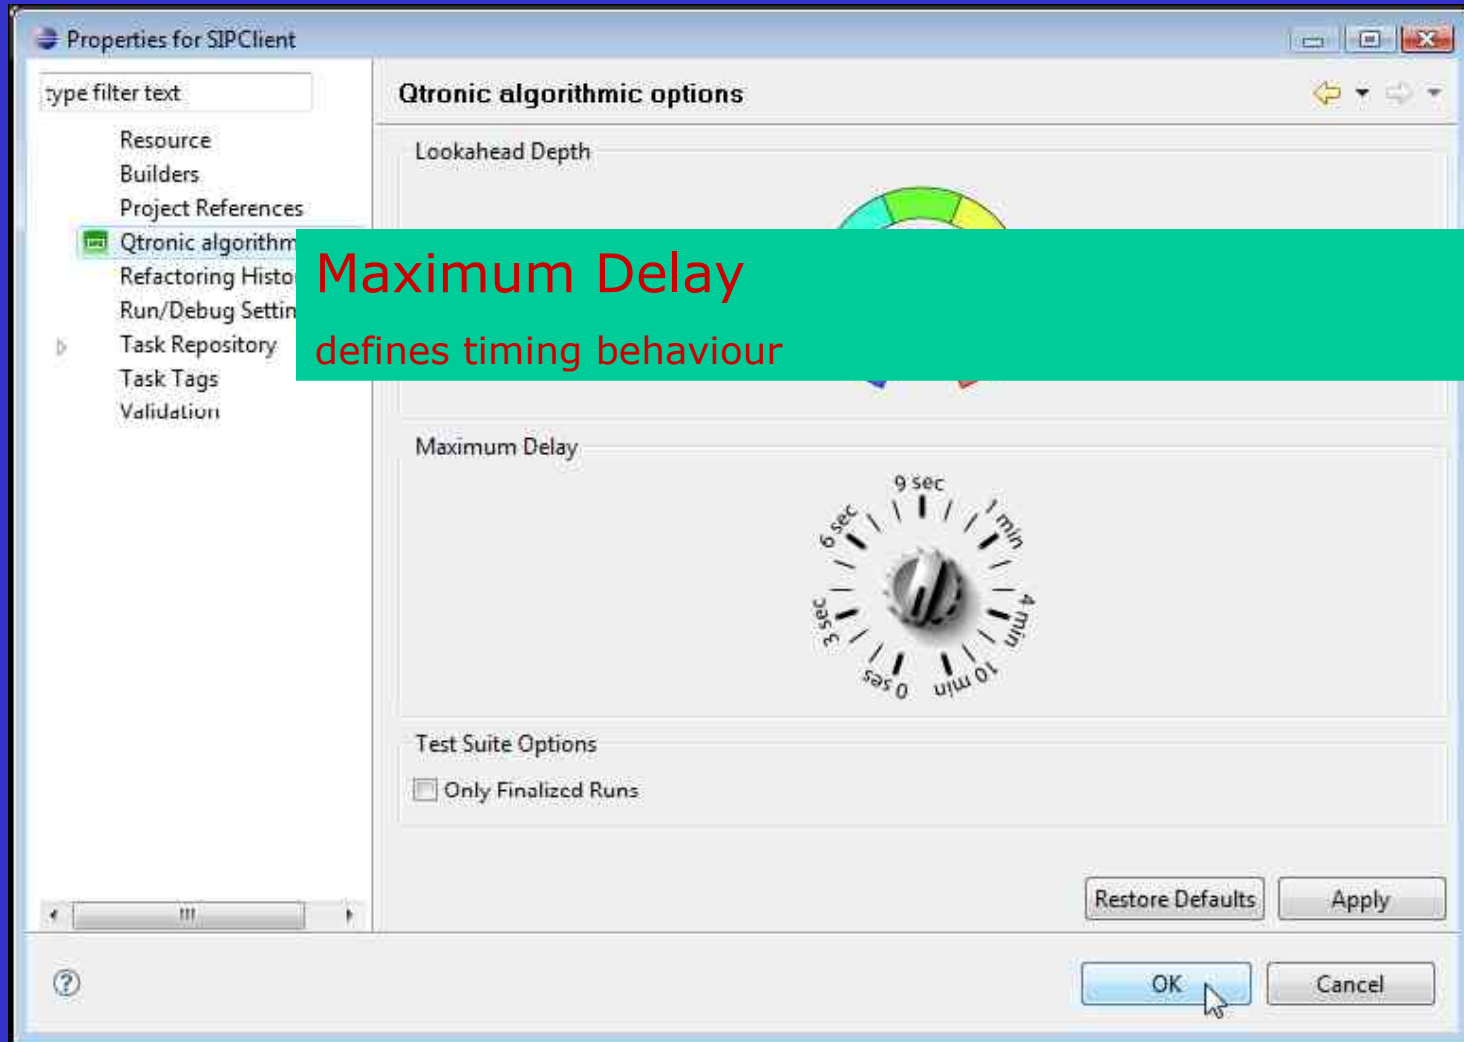 Properties for SIPClient
type filter text
Resource
Builders
Project References
Qtronic algorithm
Refactoring Histo
Run/Debug Settin
Task Repository
Task Tags
Validation
Qtronic algorithmic options
Lookahead Depth
Maximum Delay
defines timing behaviour
Maximum Delay
0 ses
3 sec
6 sec
9 sec
1 min
4 min
10 min
Test Suite Options
Only Finalized Runs
Restore Defaults
Apply
OK
Cancel